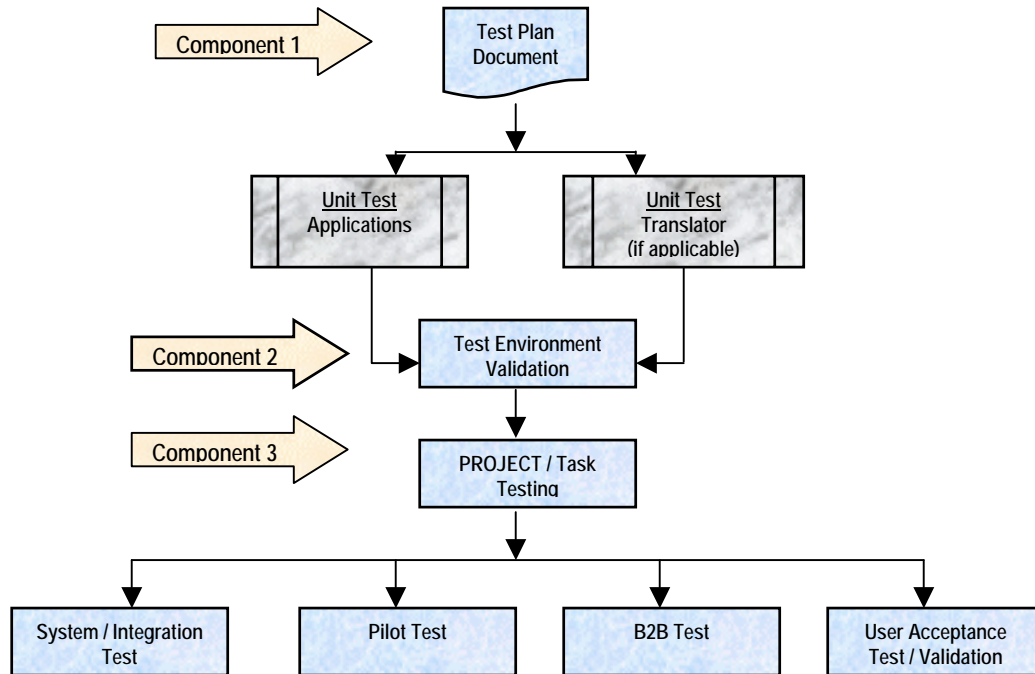 Component 1
Test Plan
Document
Unit Test
Applications
Unit Test
Translator
(if applicable)
Component 2
Test Environment
Validation
Component 3
PROJECT / Task
Testing
System / Integration
Test
Pilot Test
B2B Test
User Acceptance
Test / Validation